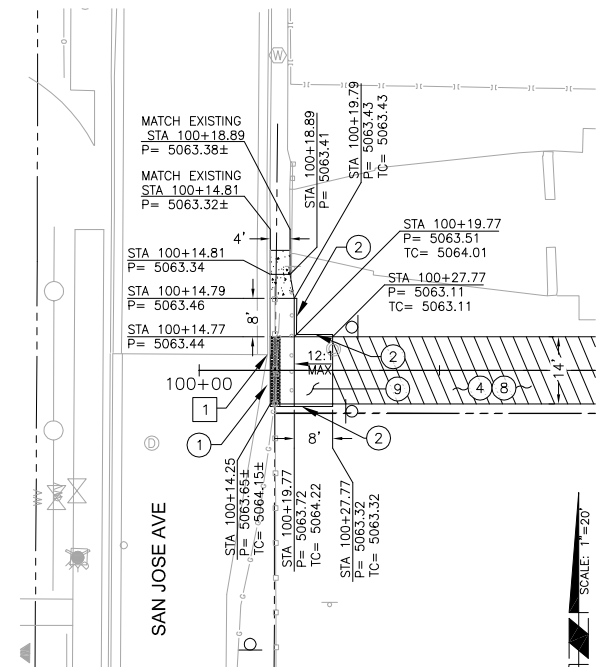 W
MATCH EXISTING
STA 100+18.89
P= 5063.38±
MATCH EXISTING
STA 100+14.81
P= 5063.32±
STA 100+18.89
P= 5063.41
STA 100+19.79
P= 5063.43
TC= 5063.43
STA 100+19.77
P= 5063.51
TC= 5064.01
4'
2
STA 100+14.81
P= 5063.34
STA 100+27.77
P= 5063.11
TC= 5063.11
STA 100+14.79
P= 5063.46
8'
STA 100+14.77
P= 5063.44
2
12:1
MAX
14'
100+00
1
9
4
8
1
8'
2
D
STA 100+14.25
P= 5063.65±
TC= 5064.15±
STA 100+19.77
P= 5063.72
TC= 5064.22
STA 100+27.77
P= 5063.32
TC= 5063.32
SAN JOSE AVE
SCALE: 1"=20'
G
G
G